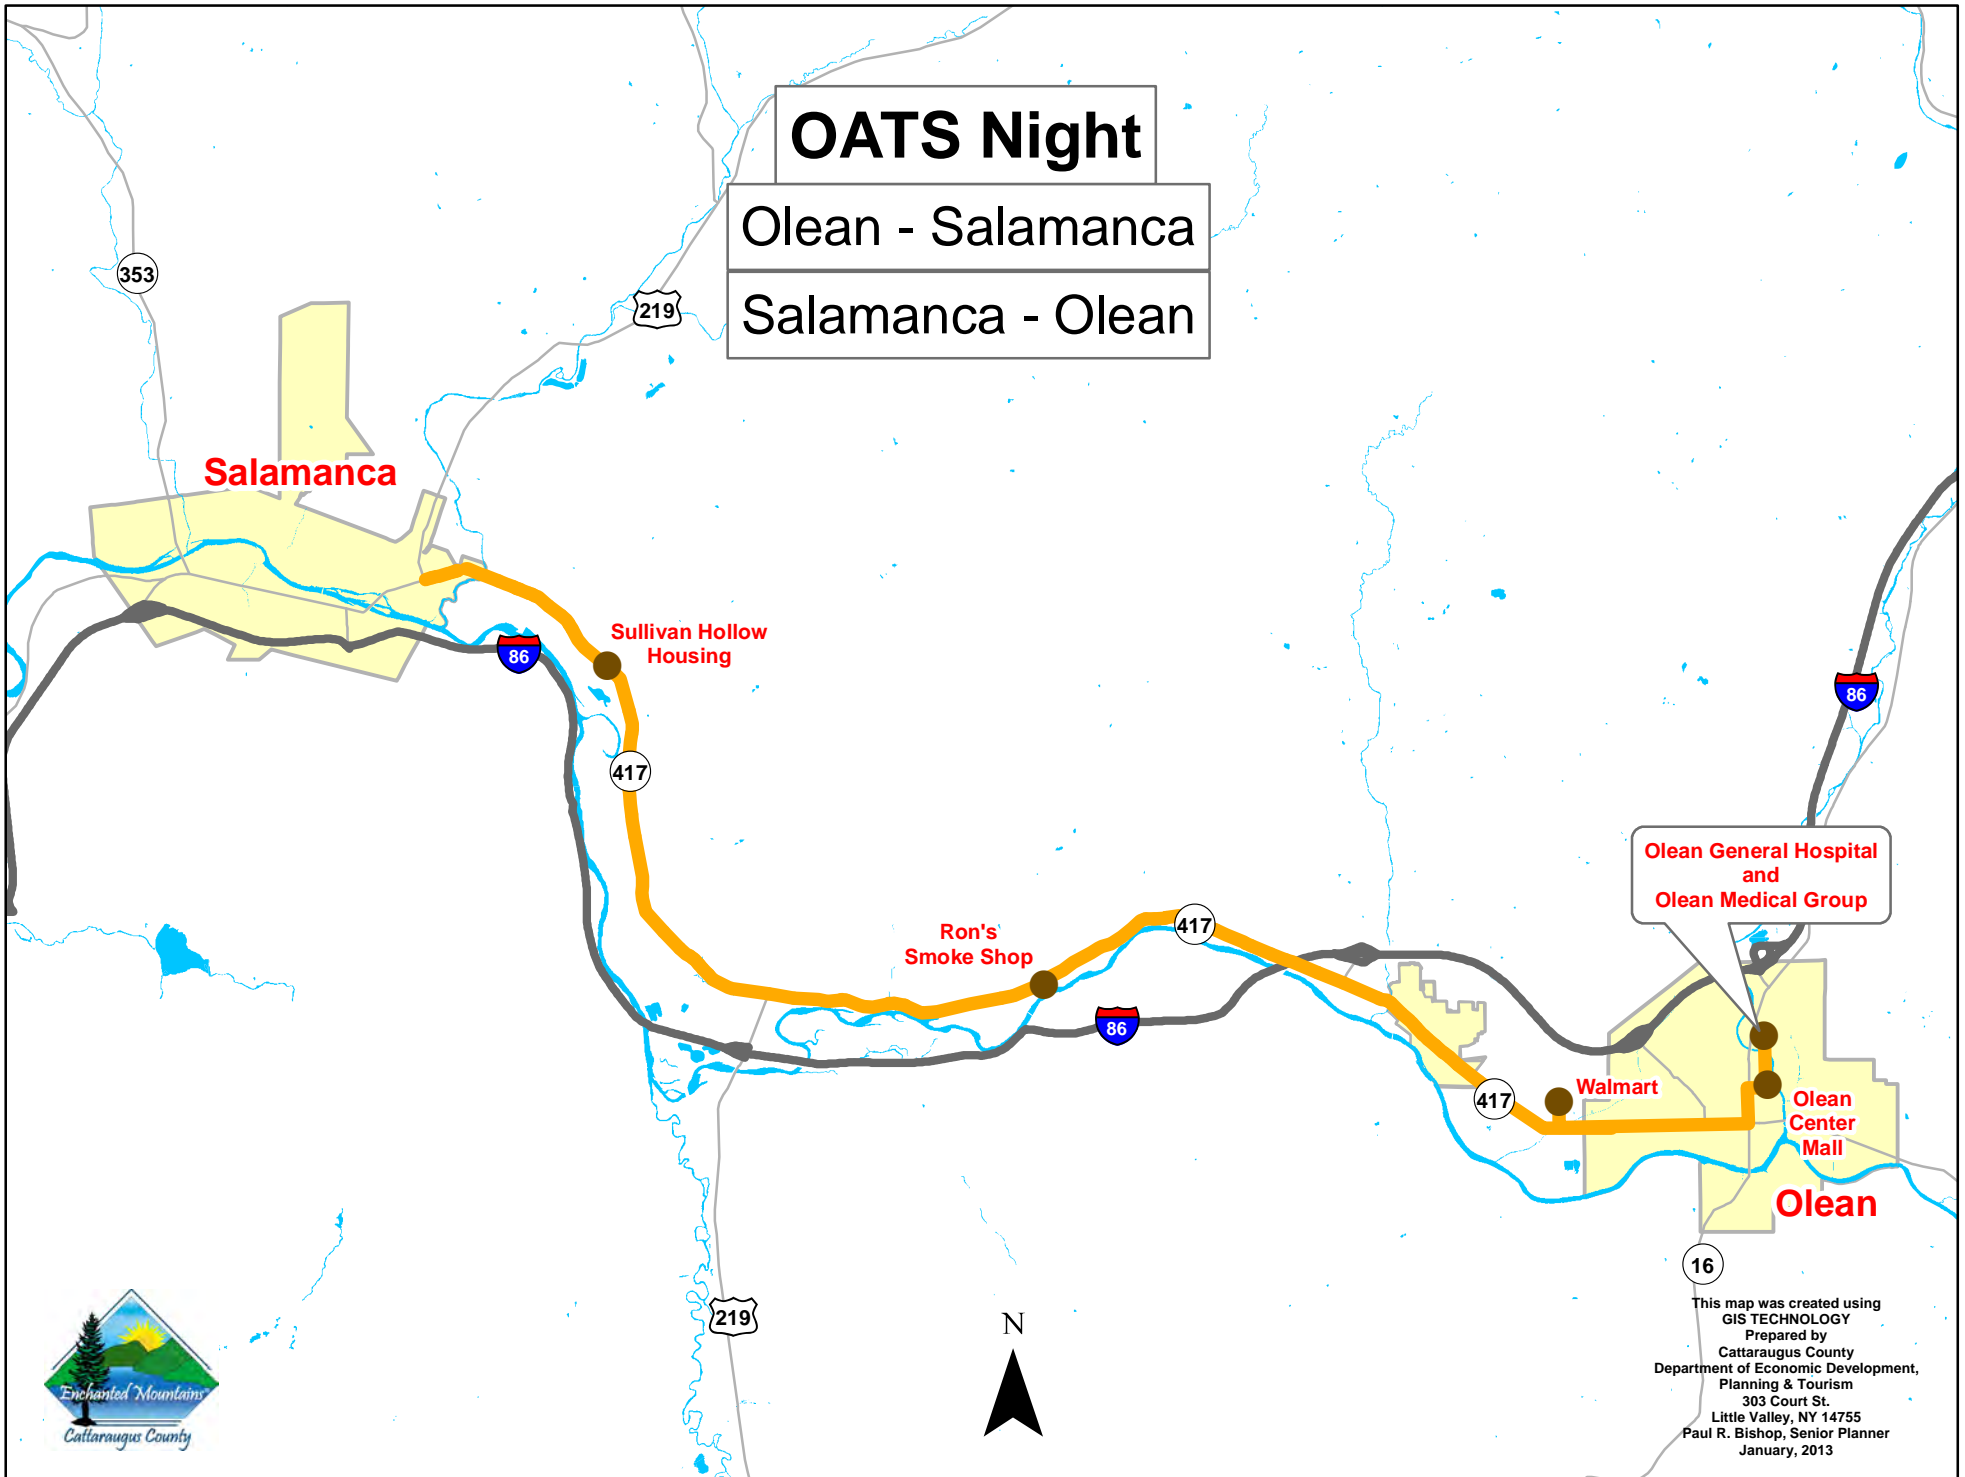 OATS Night
Olean - Salamanca
Salamanca - Olean
353
219
Salamanca
Sullivan Hollow
Housing
86
417
86
Olean General Hospital
and
Olean Medical Group
Ron's
Smoke Shop
417
86
Walmart
417
Olean
Center
Mall
Olean
16
219
N
Enchanted Mountains
Cattaraugus County
This map was created using
GIS TECHNOLOGY
Prepared by
Cattaraugus County
Department of Economic Development,
Planning & Tourism
303 Court St.
Little Valley, NY 14755
Paul R. Bishop, Senior Planner
January, 2013